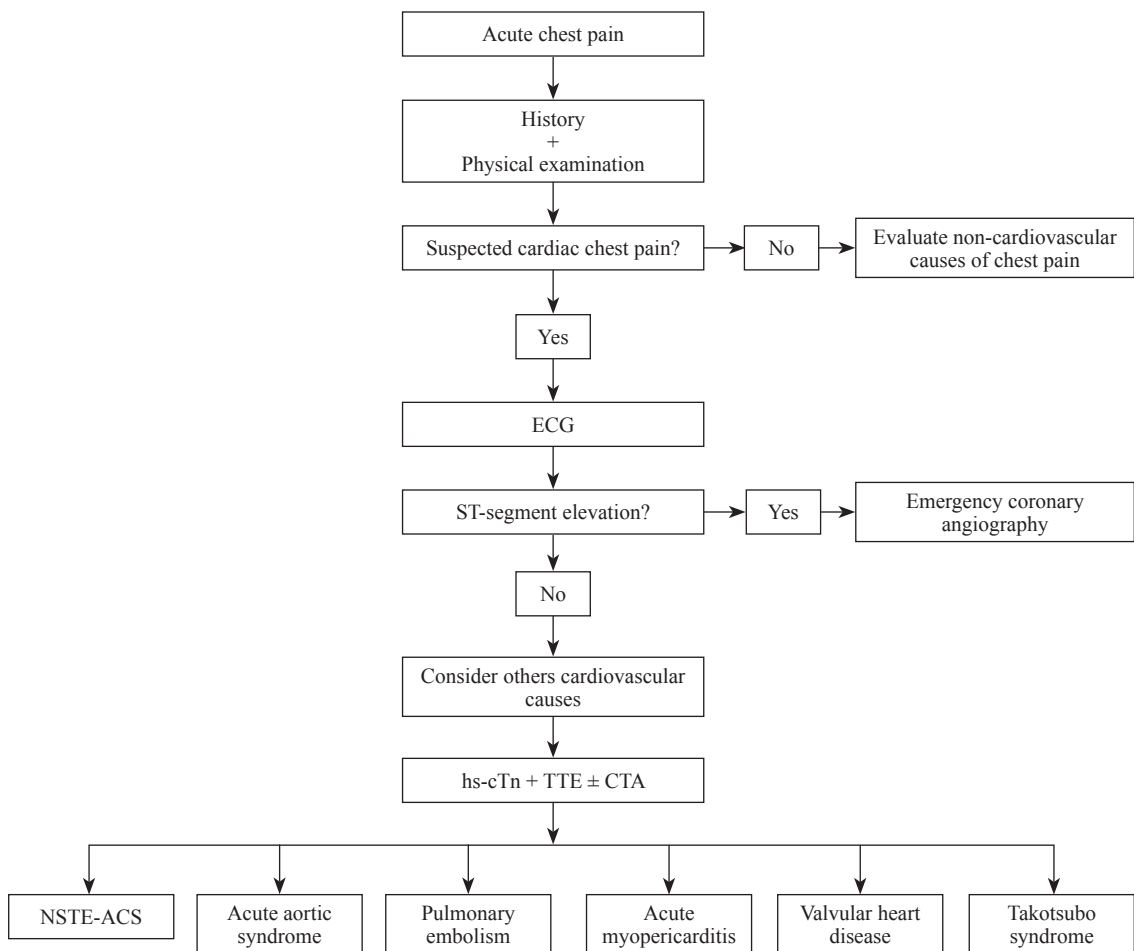 Acute chest pain
History
+
Physical examination
Suspected cardiac chest pain?
No
Evaluate non-cardiovascular
causes of chest pain
Yes
ECG
ST-segment elevation?
Yes
Emergency coronary
angiography
No
Consider others cardiovascular
causes
hs-cTn + TTE ± CTA
NSTE-ACS
Acute aortic
syndrome
Pulmonary
embolism
Acute
myopericarditis
Valvular heart
disease
Takotsubo
syndrome